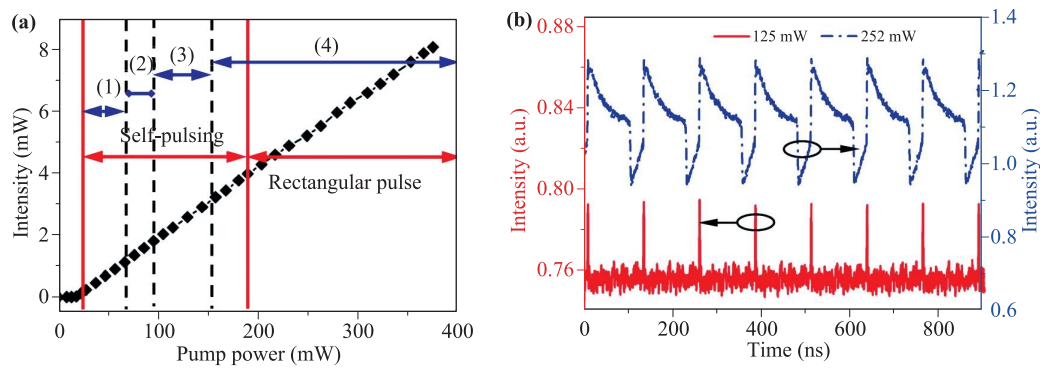 (a)
Intensity (mW)
8
6
4
2
0
(1)
(2)
(3)
(4)
Self-pulsing
Rectangular pulse
0 100 200 300 400
Pump power (mW)
(b)
125 mW 252 mW
Intensity (a.u.)
0.88
0.84
0.80
0.76
1.4
1.2
1.0
0.8
0.6
Intensity (a.u.)
0 200 400 600 800
Time (ns)